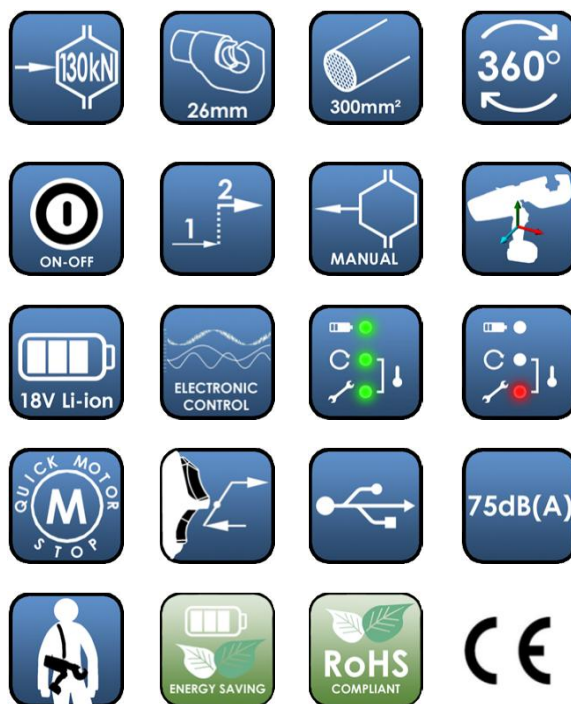 130kN
26mm
300mm²
360°
ON-OFF
1
2
MANUAL
18V Li-ion
ELECTRONIC
CONTROL
QUICK MOTOR
M
STOP
75dB(A)
ENERGY SAVING
RoHS
COMPLIANT
CE